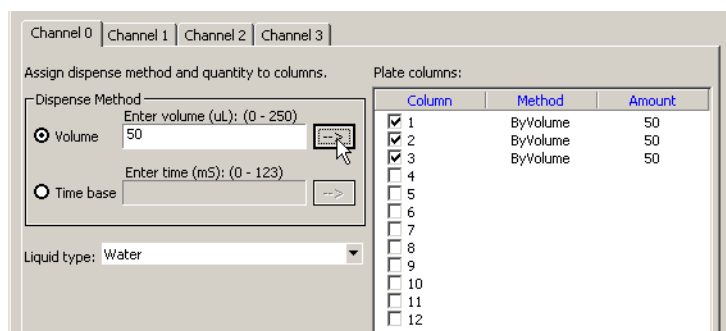 Channel 0 Channel 1 Channel 2 Channel 3
Assign dispense method and quantity to columns.
Dispense Method
Enter volume (uL): (0 - 250)
Volume 50 -->
Enter time (mS): (0 - 123)
Time base -->
Liquid type: Water
Plate columns:
Column Method Amount
1 ByVolume 50
2 ByVolume 50
3 ByVolume 50
4
5
6
7
8
9
10
11
12